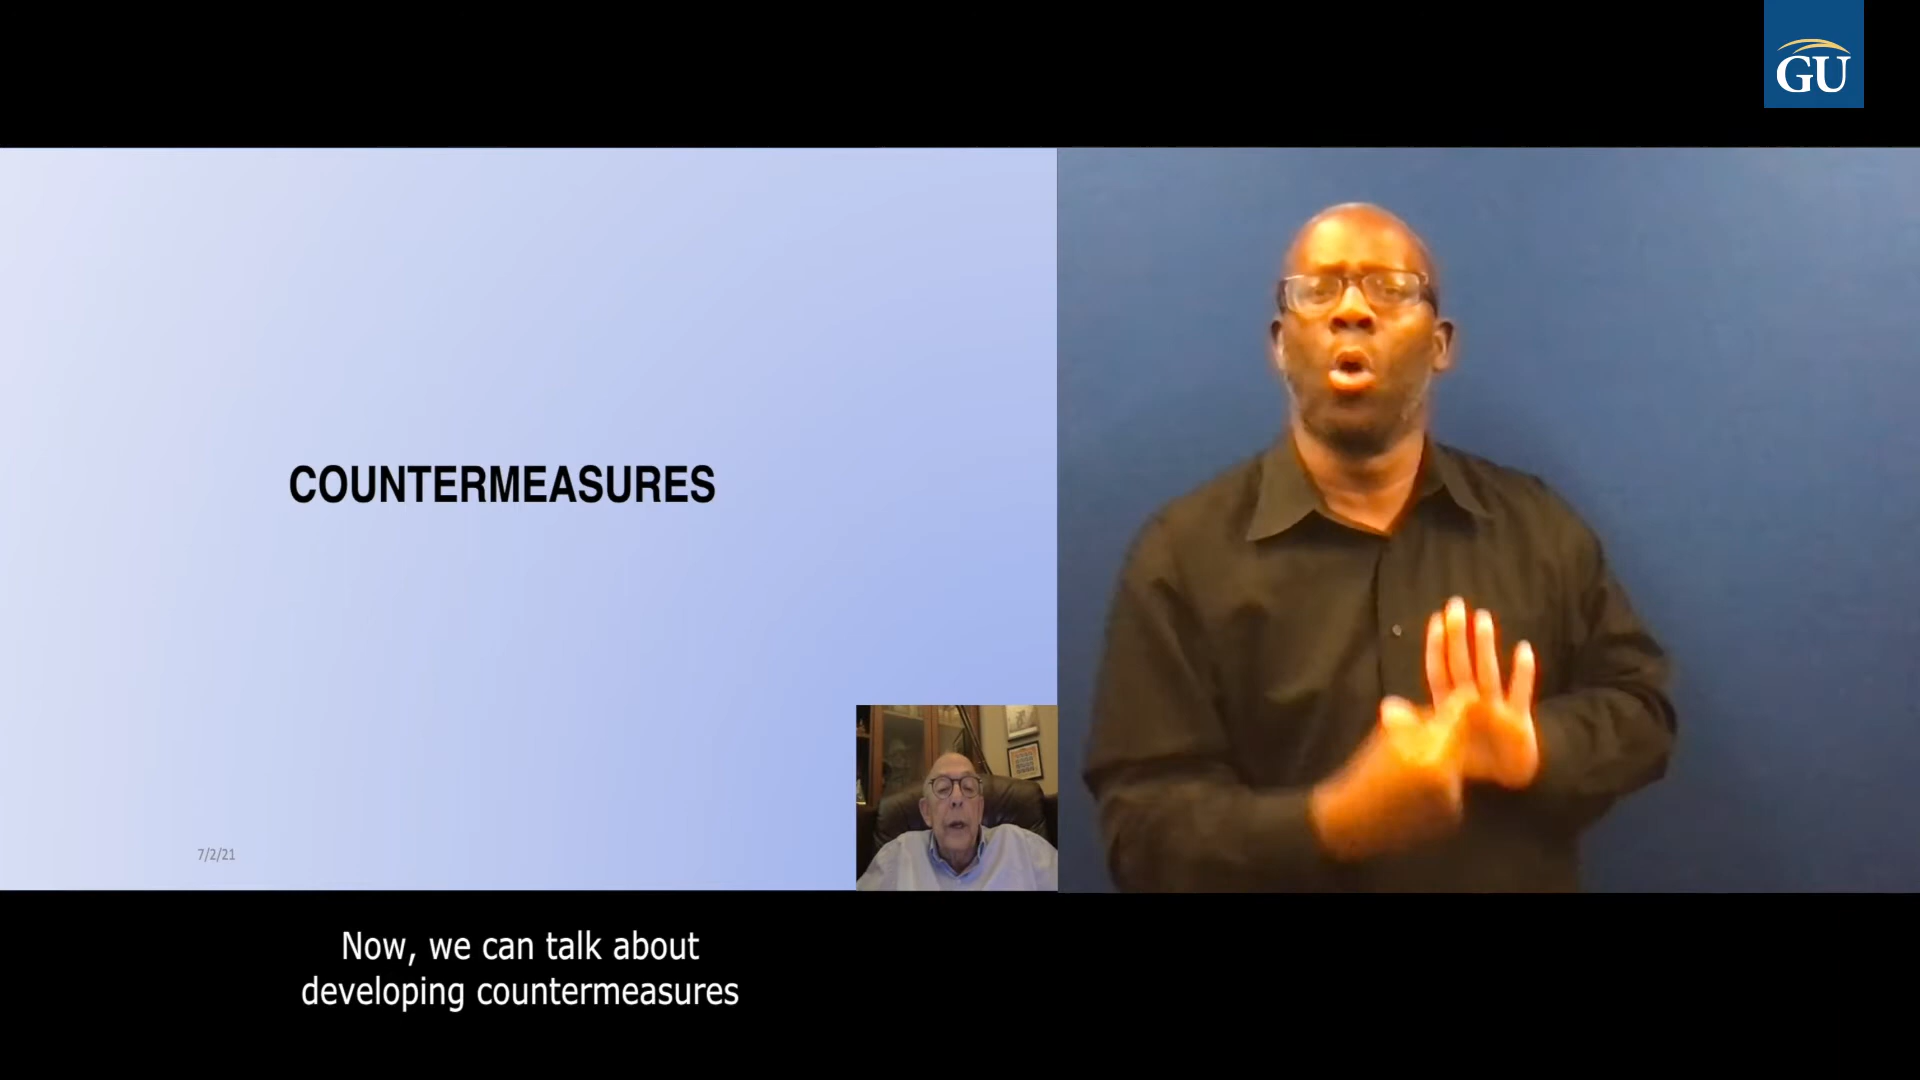 GU
COUNTERMEASURES
7/2/21
Now, we can talk about
developing countermeasures